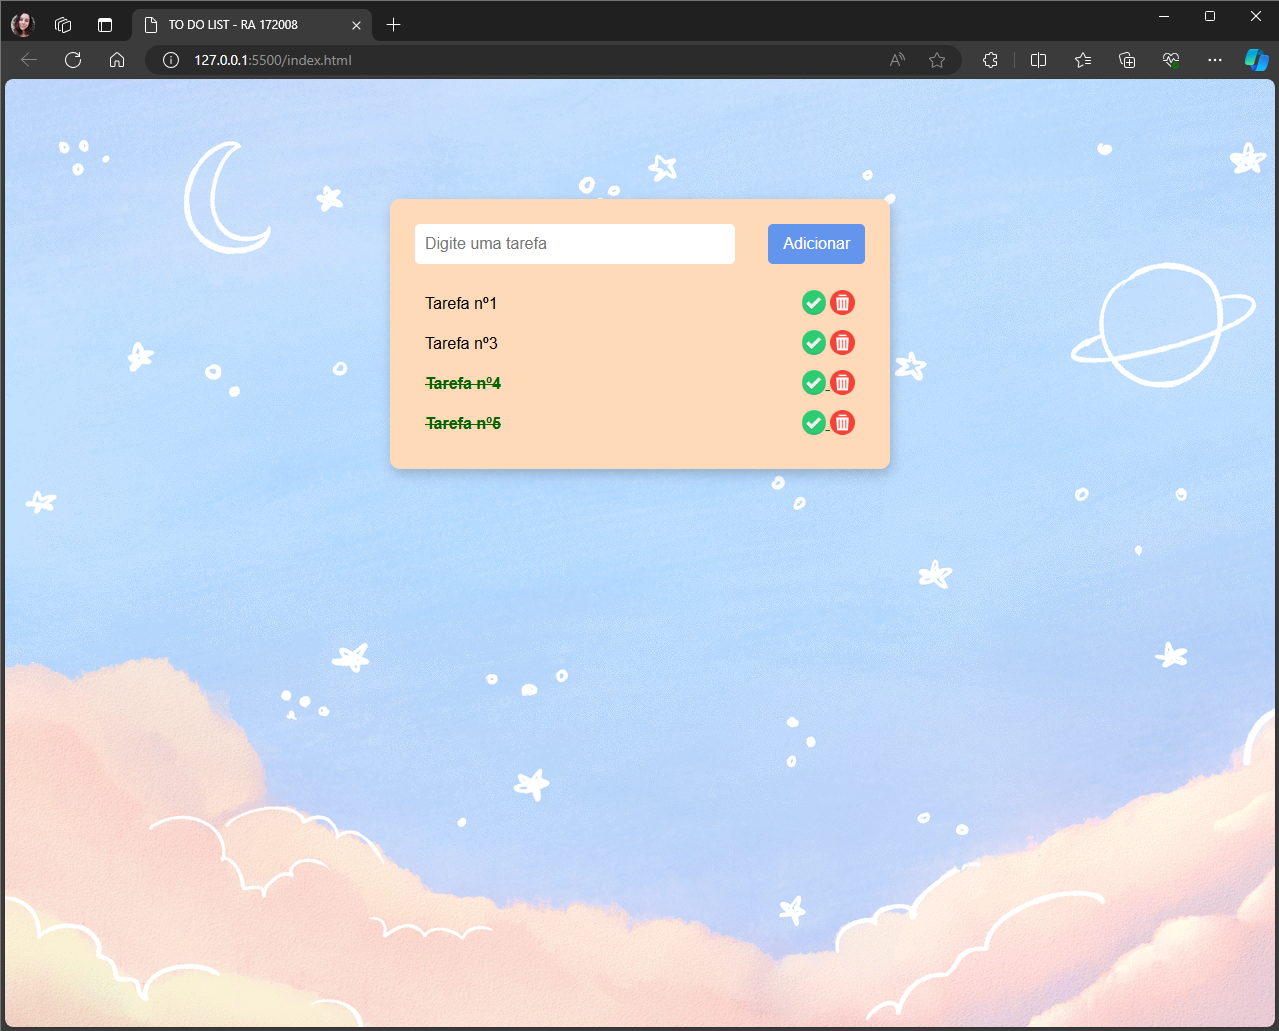 TO DO LIST - RA 172008
127.0.0.1:5500/index.html
Digite uma tarefa
Adicionar
Tarefa nº1
Tarefa nº3
Tarefa nº4
Tarefa nº5